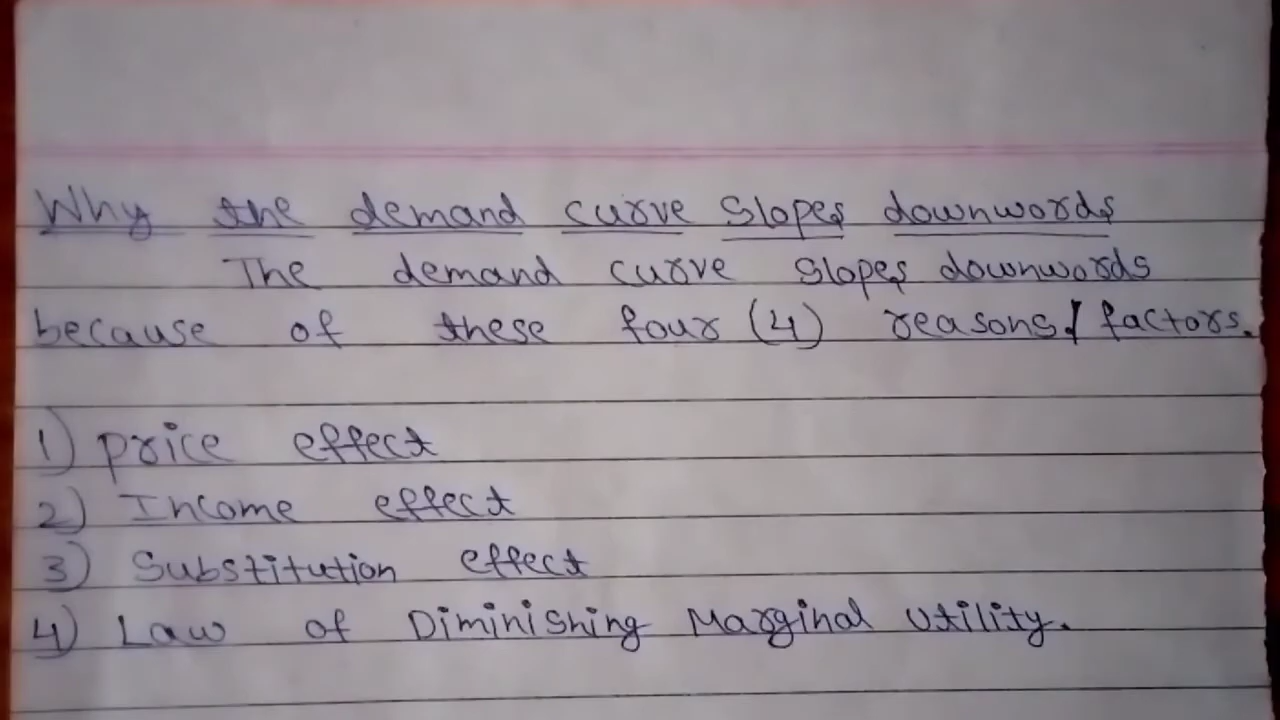 Why the demand curve slopes downwords
The demand curve slopes downwords
because of these four (4) reasons/factors.
1) price effect
2) Income effect
3) Substitution effect
4) Law of Diminishing Marginal Utility.